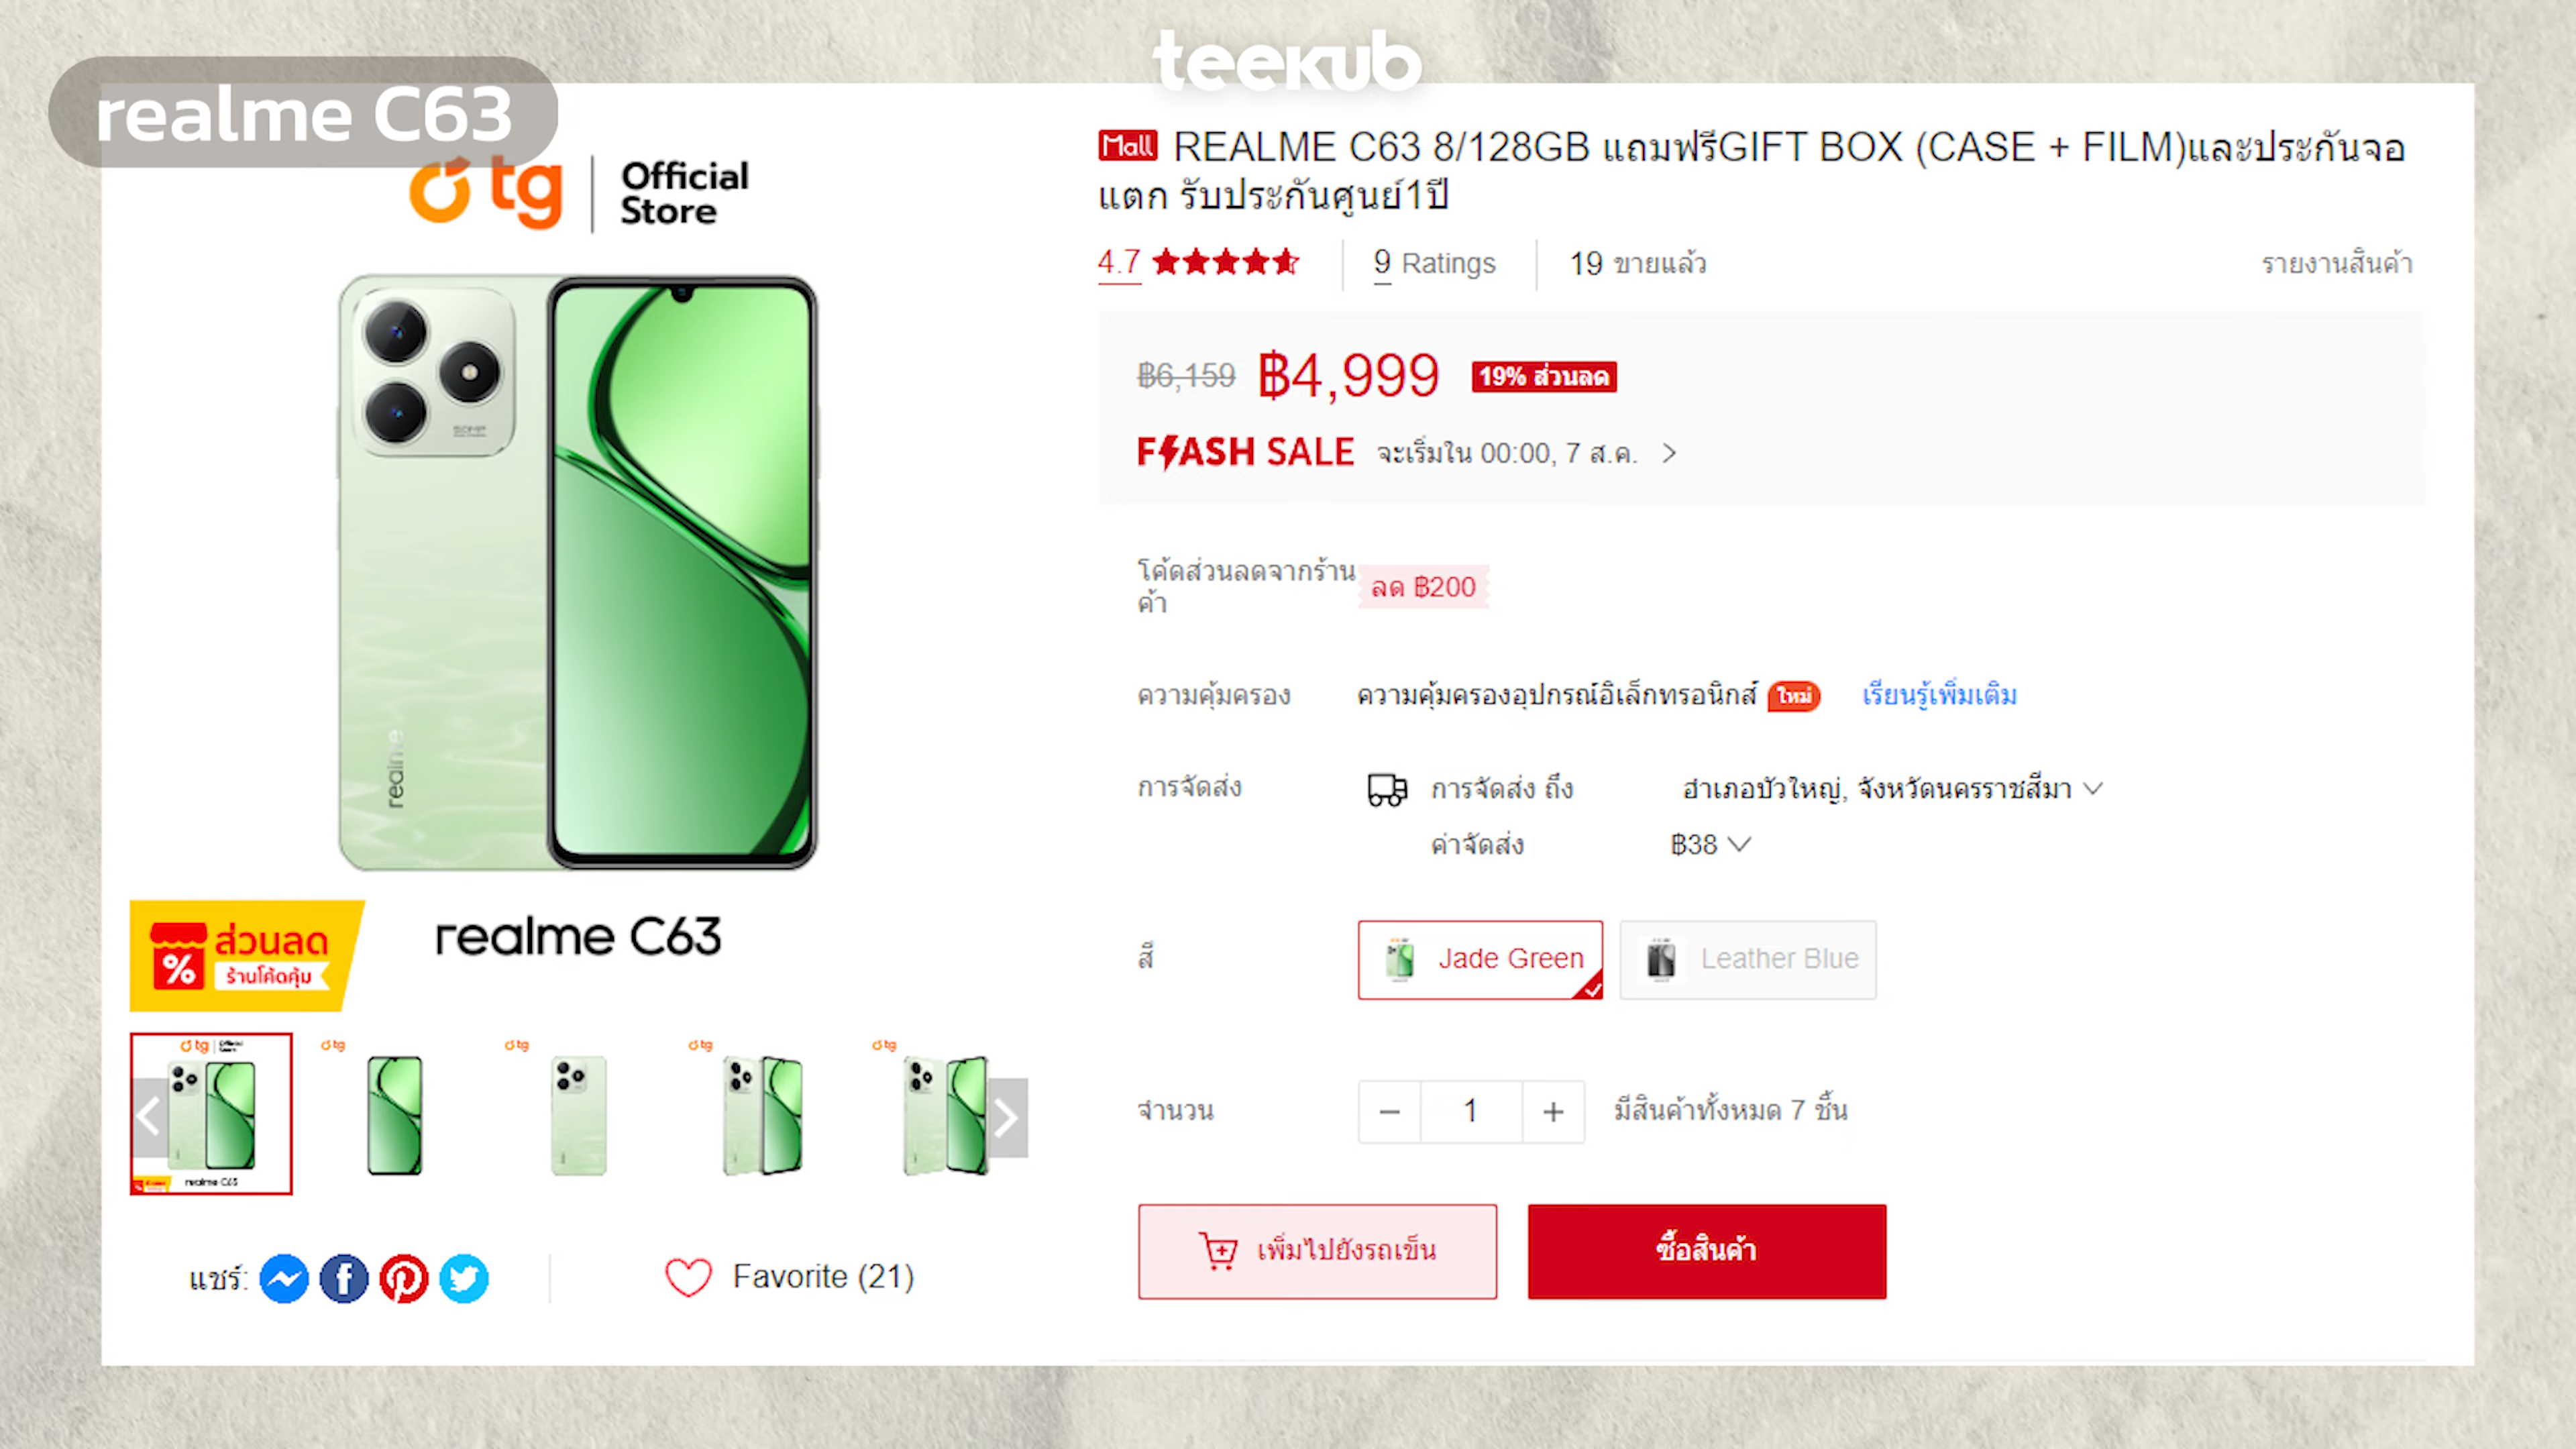 teekub
realme C63
tg Official Store
50MP
realme
ส่วนลด
ร้านโค้ดคุ้ม
realme C63
tg
tg
tg
tg
tg
realme C63
แชร์:
Favorite (21)
Mall REALME C63 8/128GB แถมฟรีGIFT BOX (CASE + FILM)และประกันจอ
แตก รับประกันศูนย์1ปี
4.7 9 Ratings 19 ขายแล้ว รายงานสินค้า
฿6,159 ฿4,999 19% ส่วนลด
FLASH SALE จะเริ่มใน 00:00, 7 ส.ค.
โค้ดส่วนลดจากร้าน
ค้า
ลด ฿200
ความคุ้มครอง ความคุ้มครองอุปกรณ์อิเล็กทรอนิกส์ ใหม่ เรียนรู้เพิ่มเติม
การจัดส่ง การจัดส่ง ถึง อำเภอบัวใหญ่, จังหวัดนครราชสีมา
ค่าจัดส่ง ฿38
สี Jade Green Leather Blue
จำนวน 1 มีสินค้าทั้งหมด 7 ชิ้น
เพิ่มไปยังรถเข็น ซื้อสินค้า